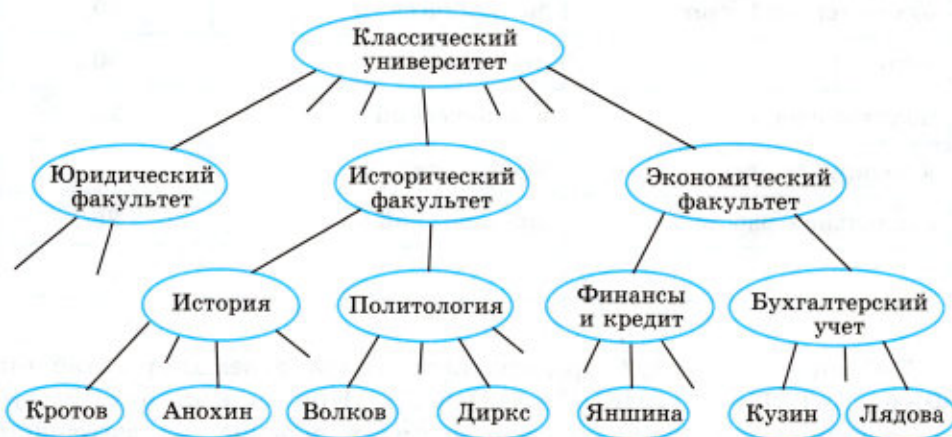 Классический
университет
Юридический
факультет
Исторический
факультет
Экономический
факультет
История
Политология
Финансы
и кредит
Бухгалтерский
учет
Кротов
Анохин
Волков
Диркс
Яншина
Кузин
Лядова